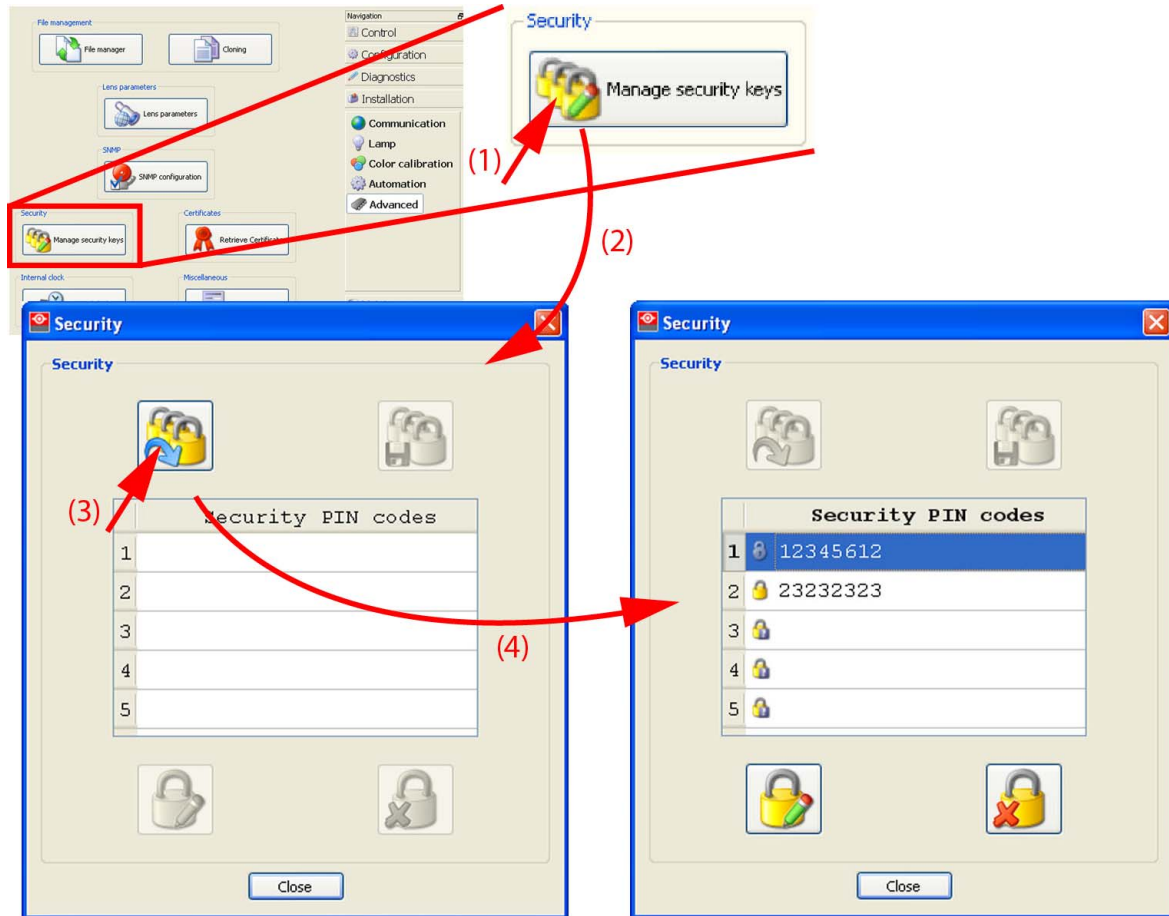 File management
File manager
Cloning
Lens parameters
Lens parameters
SNMP
SNMP configuration
Security
Manage security keys
Certificates
Retrieve Certificate
Internal clock
Miscellaneous
Navigation
Control
Configuration
Diagnostics
Installation
Communication
Lamp
Color calibration
Automation
Advanced
Security
Manage security keys
(1)
(2)
Security
Security
(3)
Security PIN codes
1
2
3
4
5
Close
(4)
Security
Security
Security PIN codes
1 12345612
2 23232323
3
4
5
Close